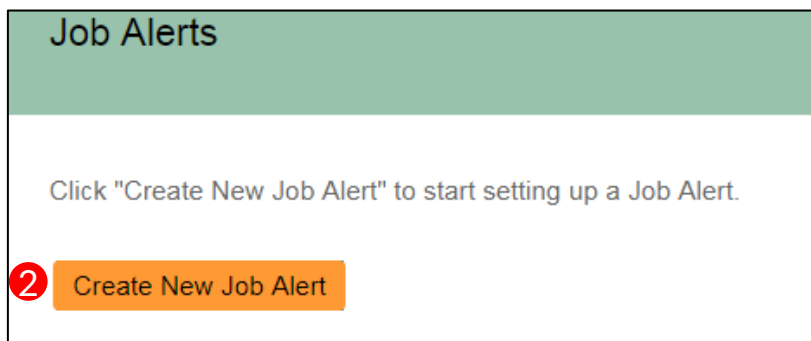 Job Alerts
Click "Create New Job Alert" to start setting up a Job Alert.
2 Create New Job Alert